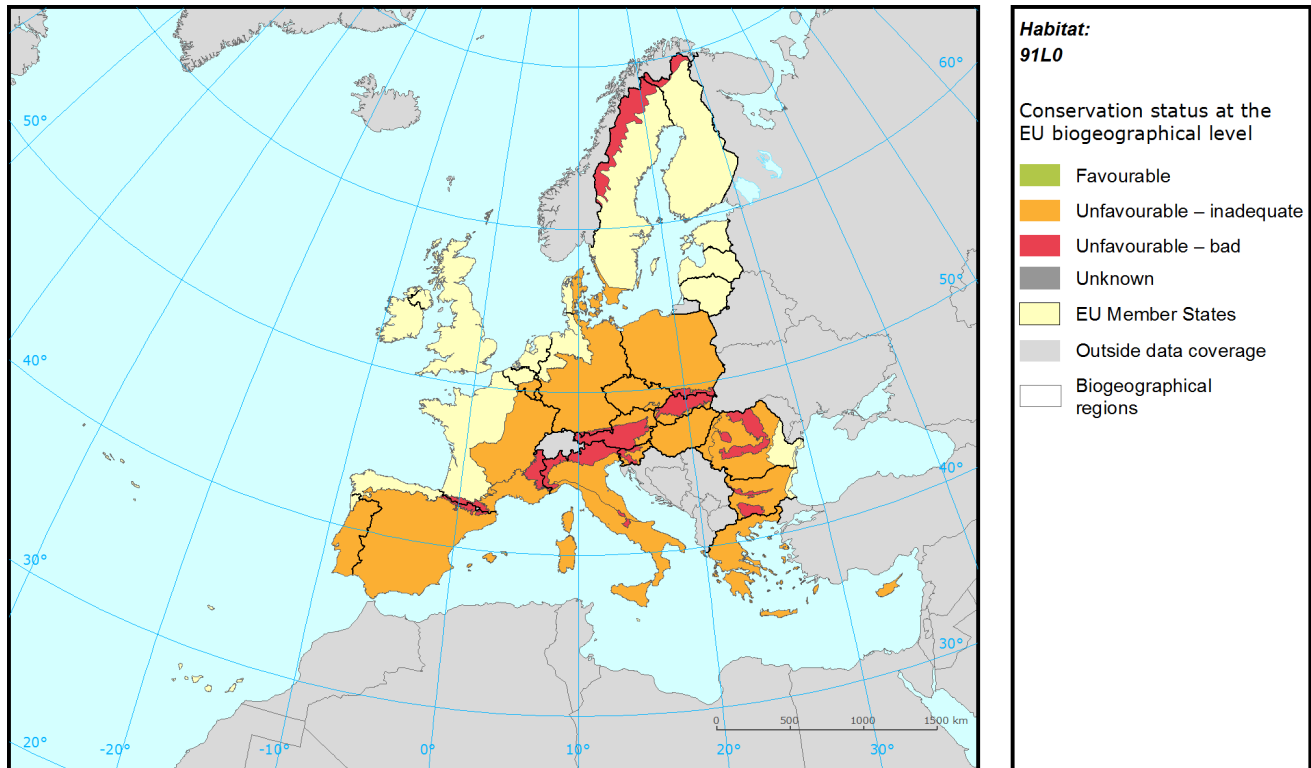 Habitat:
91L0
Conservation status at the
EU biogeographical level
Favourable
Unfavourable – inadequate
Unfavourable – bad
Unknown
EU Member States
Outside data coverage
Biogeographical
regions
60°
50°
50°
40°
40°
30°
30°
0 500 1000 1500 km
20° -20° -10° 0° 10° 20° 30°